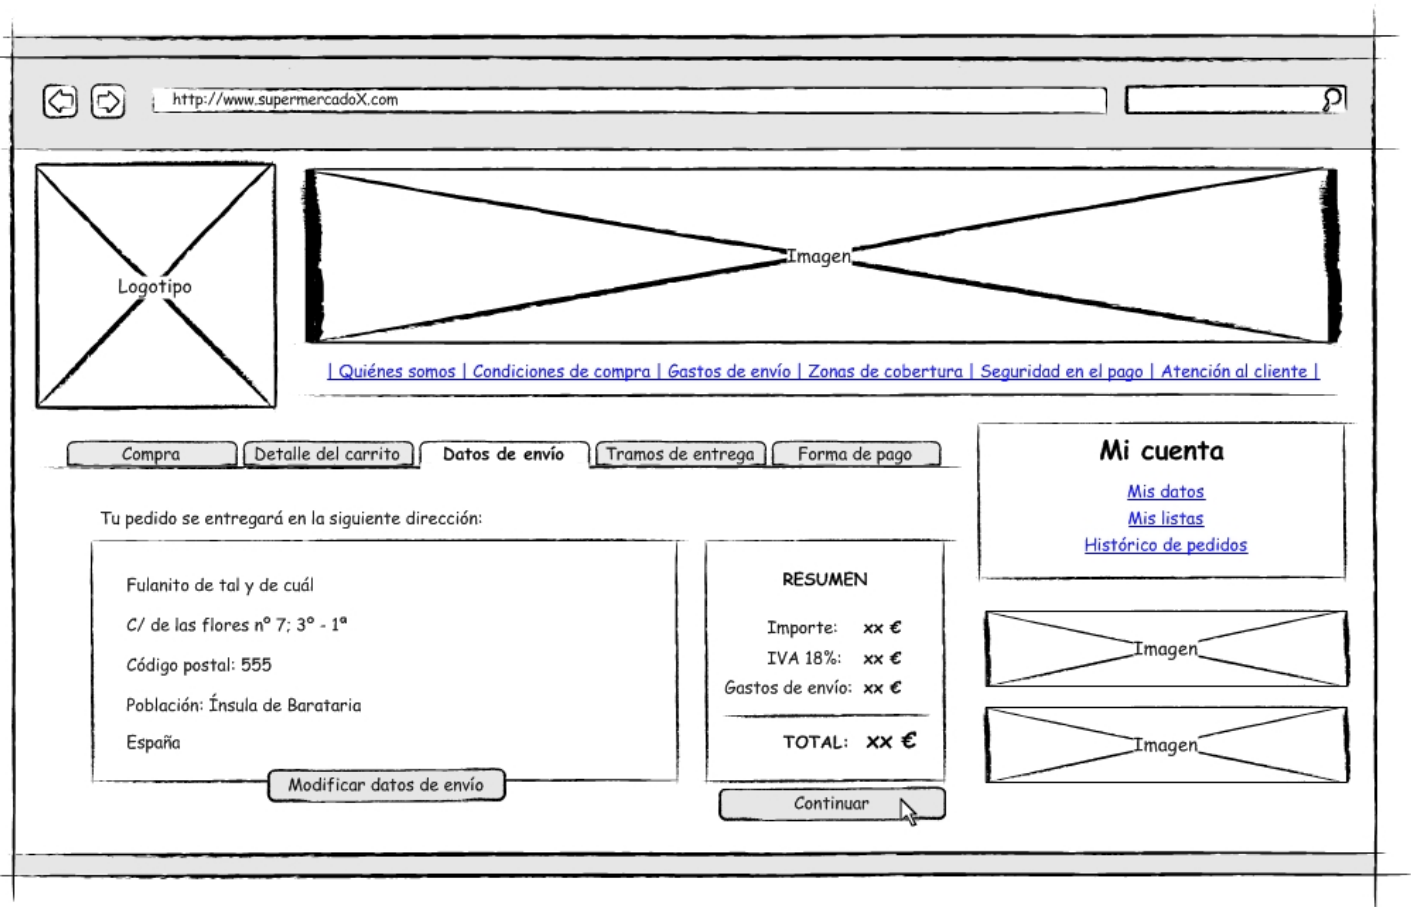 http://www.supermercadoX.com
Logotipo
Imagen
| Quiénes somos | Condiciones de compra | Gastos de envío | Zonas de cobertura | Seguridad en el pago | Atención al cliente |
Compra
Detalle del carrito
Datos de envío
Tramos de entrega
Forma de pago
Tu pedido se entregará en la siguiente dirección:
Fulanito de tal y de cuál
C/ de las flores nº 7; 3º - 1ª
Código postal: 555
Población: Ínsula de Barataria
España
Modificar datos de envío
RESUMEN
Importe: xx €
IVA 18%: xx €
Gastos de envío: xx €
TOTAL: xx €
Continuar
Mi cuenta
Mis datos
Mis listas
Histórico de pedidos
Imagen
Imagen